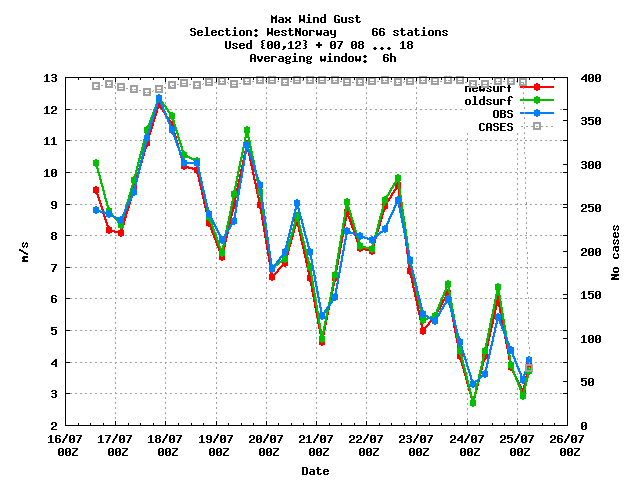 Max Wind Gust
Selection: WestNorway 66 stations
Used {00,12} + 07 08 ... 18
Averaging window: 6h
13
12
11
10
9
8
7
6
5
4
3
2
m/s
400
350
300
250
200
150
100
50
0
No cases
newsurf
oldsurf
OBS
CASES
16/07 17/07 18/07 19/07 20/07 21/07 22/07 23/07 24/07 25/07 26/07
00Z 00Z 00Z 00Z 00Z 00Z 00Z 00Z 00Z 00Z 00Z
Date